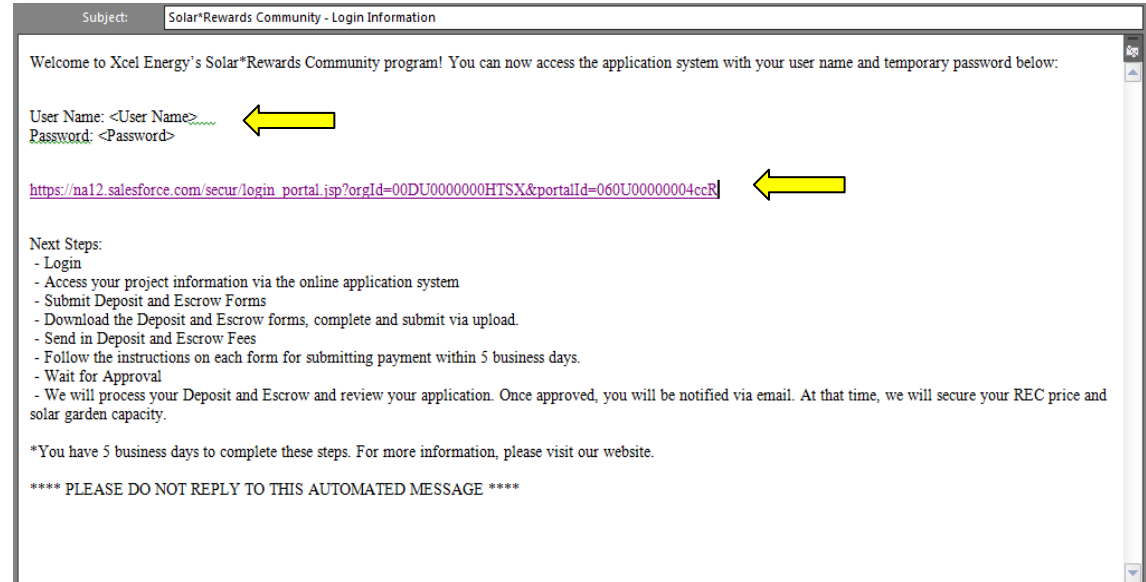 Subject: Solar*Rewards Community - Login Information
Welcome to Xcel Energy's Solar*Rewards Community program! You can now access the application system with your user name and temporary password below:
User Name: <User Name>
Password: <Password>
https://na12.salesforce.com/secur/login_portal.jsp?orgId=00DU0000000HTSX&portalId=060U00000004ccR
Next Steps:
- Login
- Access your project information via the online application system
- Submit Deposit and Escrow Forms
- Download the Deposit and Escrow forms, complete and submit via upload.
- Send in Deposit and Escrow Fees
- Follow the instructions on each form for submitting payment within 5 business days.
- Wait for Approval
- We will process your Deposit and Escrow and review your application. Once approved, you will be notified via email. At that time, we will secure your REC price and
solar garden capacity.
*You have 5 business days to complete these steps. For more information, please visit our website.
**** PLEASE DO NOT REPLY TO THIS AUTOMATED MESSAGE ****